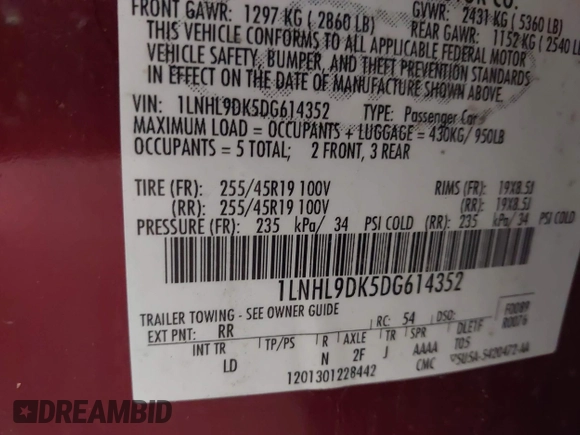 FRONT GAWR: 1297 KG ( 2860 LB)
GVWR: 2431 KG ( 5360 LB)
REAR GAWR: 1152 KG ( 2540 LB
THIS VEHICLE CONFORMS TO ALL APPLICABLE FEDERAL MOTOR
VEHICLE SAFETY, BUMPER, AND THEFT PREVENTION STANDARDS
IN EFFECT ON THE DATE OF MANUFACTURE SHOWN ABOVE.
VIN: 1LNHL9DK5DG614352 TYPE: Passenger Car
MAXIMUM LOAD = OCCUPANTS + LUGGAGE = 430KG/ 950LB
OCCUPANTS = 5 TOTAL; 2 FRONT, 3 REAR
TIRE (FR): 255/45R19 100V RIMS (FR): 19X8.5J
(RR): 255/45R19 100V (RR): 19X8.5J
PRESSURE (FR): 235 kPa/ 34 PSI COLD (RR): 235 kPa/ 34 PSI COLD
1LNHL9DK5DG614352
TRAILER TOWING - SEE OWNER GUIDE
EXT PNT: RR RC: 54 DSO: F0089
R0076
INT TR TP/PS R AXLE TR SPR
LD N 2F J AAAA T05
1201301228442 CMC
DREAMBID